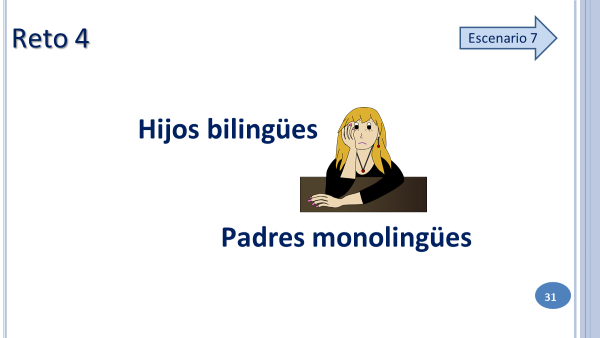 Reto 4
Escenario 7
Hijos bilingües
Padres monolingües
31